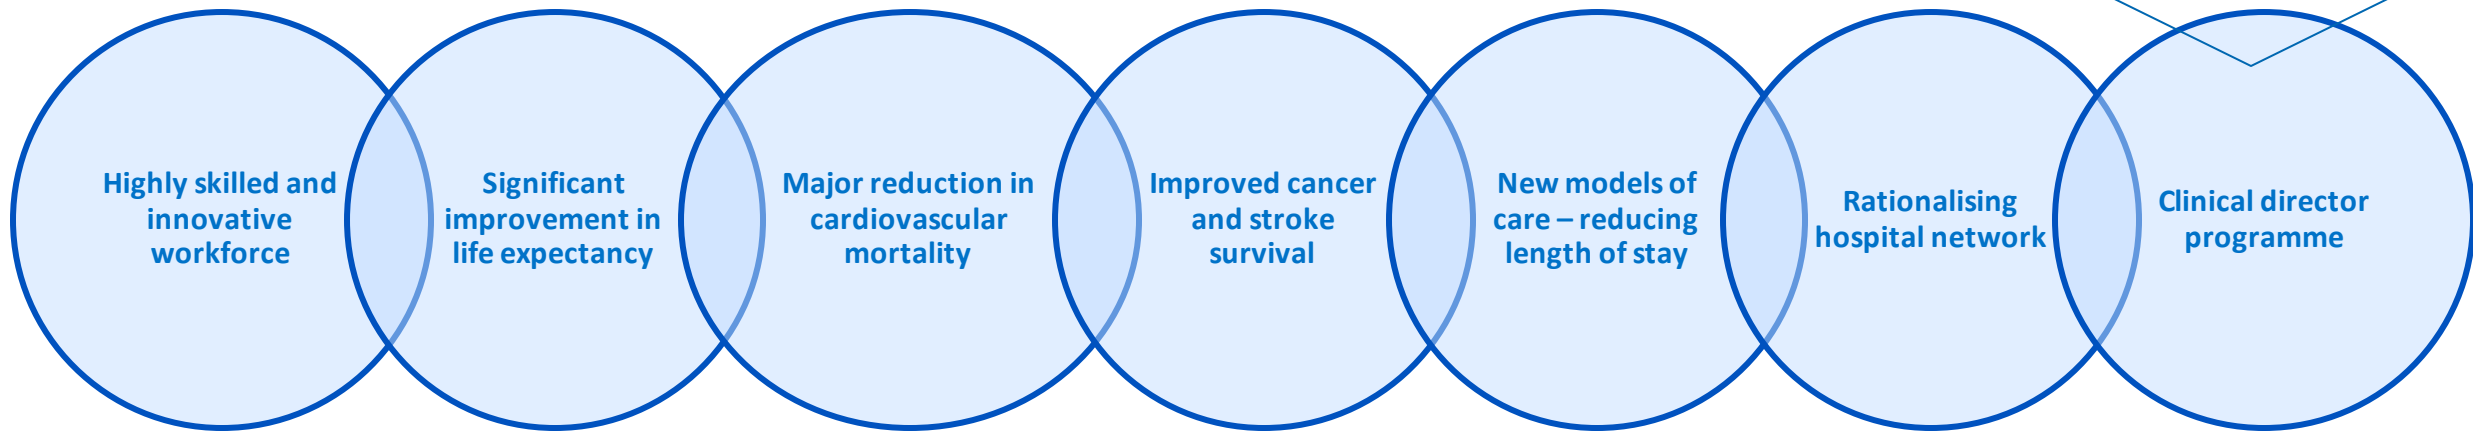 Highly skilled and
innovative
workforce
Significant
improvement in
life expectancy
Major reduction in
cardiovascular
mortality
Improved cancer
and stroke
survival
New models of
care – reducing
length of stay
Rationalising
hospital network
Clinical director
programme